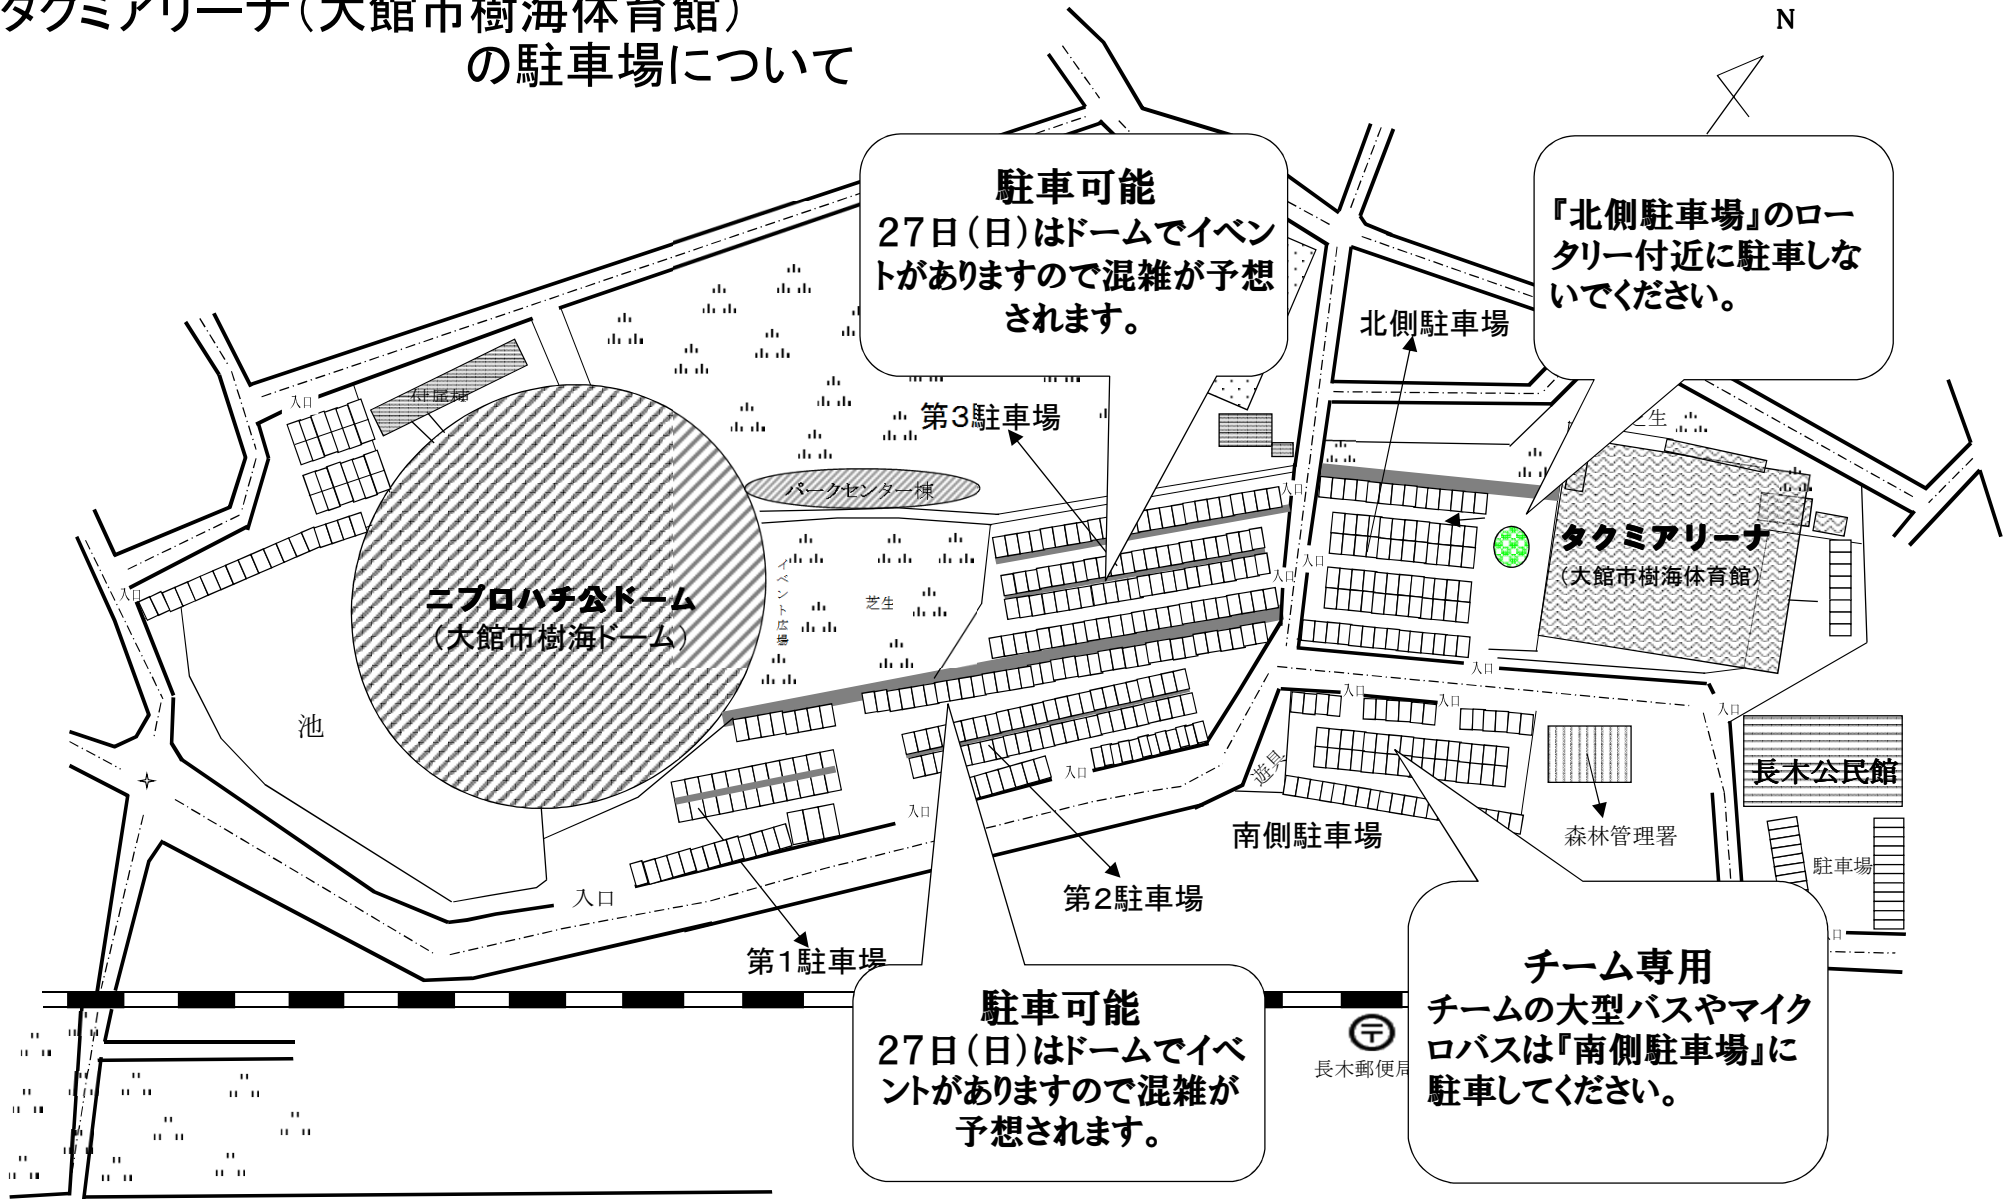 タクミアリーナ（大館市樹海体育館）
の駐車場について
N
駐車可能
27日（日）はドームでイベン
トがありますので混雑が予想
されます。
『北側駐車場』のロー
タリー付近に駐車しな
いでください。
北側駐車場
入口
第3駐車場
芝生
パークセンター棟
入口
入口
入口
入口
入口
タクミアリーナ
（大館市樹海体育館）
ニプロハチ公ドーム
（大館市樹海ドーム）
イベント広場
芝生
入口
入口
入口
入口
池
遊具
入口
入口
長木公民館
南側駐車場
森林管理署
駐車場
入口
第2駐車場
入口
第1駐車場
駐車可能
27日（日）はドームでイベ
ントがありますので混雑が
予想されます。
チーム専用
チームの大型バスやマイク
ロバスは『南側駐車場』に
駐車してください。
〒
長木郵便局